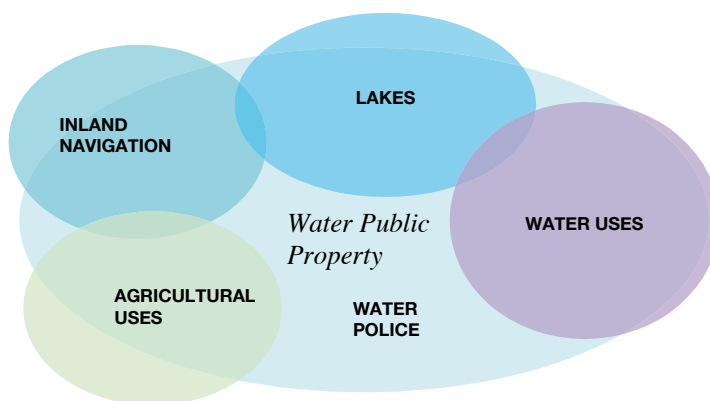 LAKES
INLAND
NAVIGATION
Water Public
Property
WATER USES
AGRICULTURAL
USES
WATER
POLICE